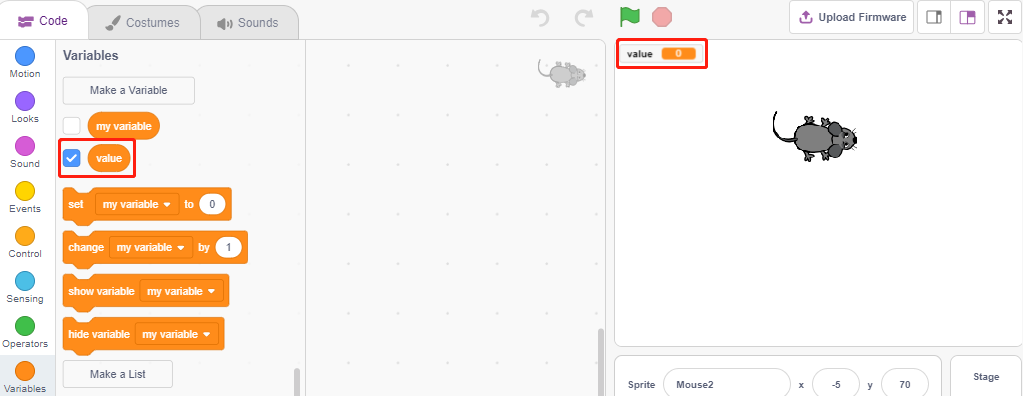 Code
Costumes
Sounds
Upload Firmware
Motion
Looks
Sound
Events
Control
Sensing
Operators
Variables
Variables
Make a Variable
my variable
value
set my variable to 0
change my variable by 1
show variable my variable
hide variable my variable
Make a List
value 0
Sprite Mouse2 x -5 y 70
Stage